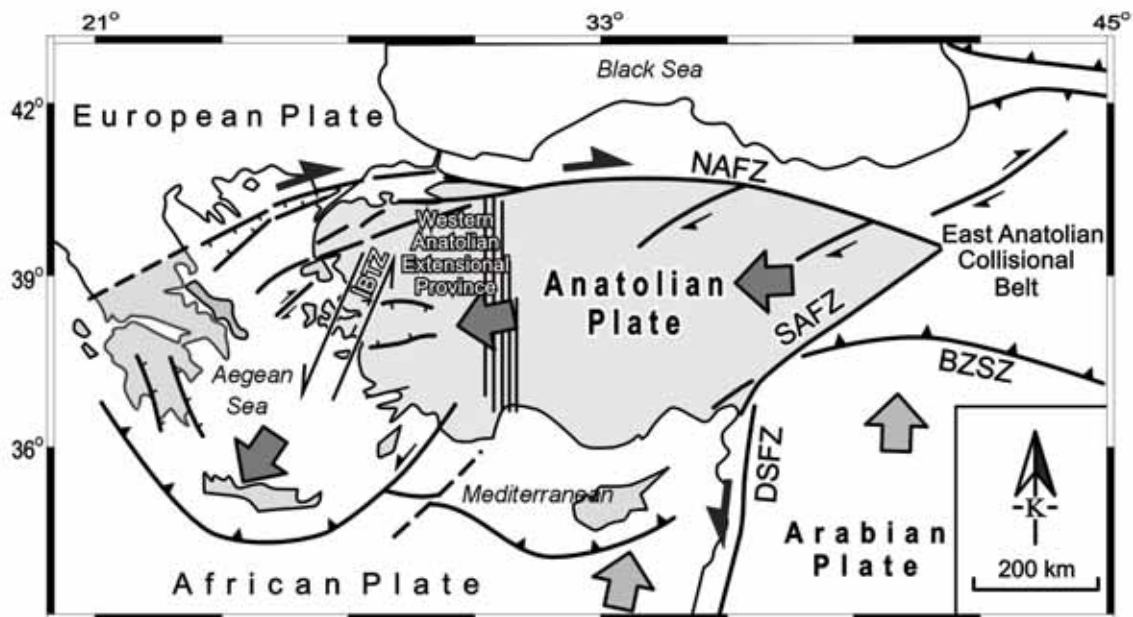 21°
33°
45°
42°
39°
36°
Black Sea
European Plate
NAFZ
Western
Anatolian
Extensional
Province
İBTZ
Anatolian
Plate
East Anatolian
Collisional
Belt
SAFZ
BZSZ
Aegean
Sea
DSFZ
Mediterranean
Arabian
Plate
African Plate
-K-
200 km